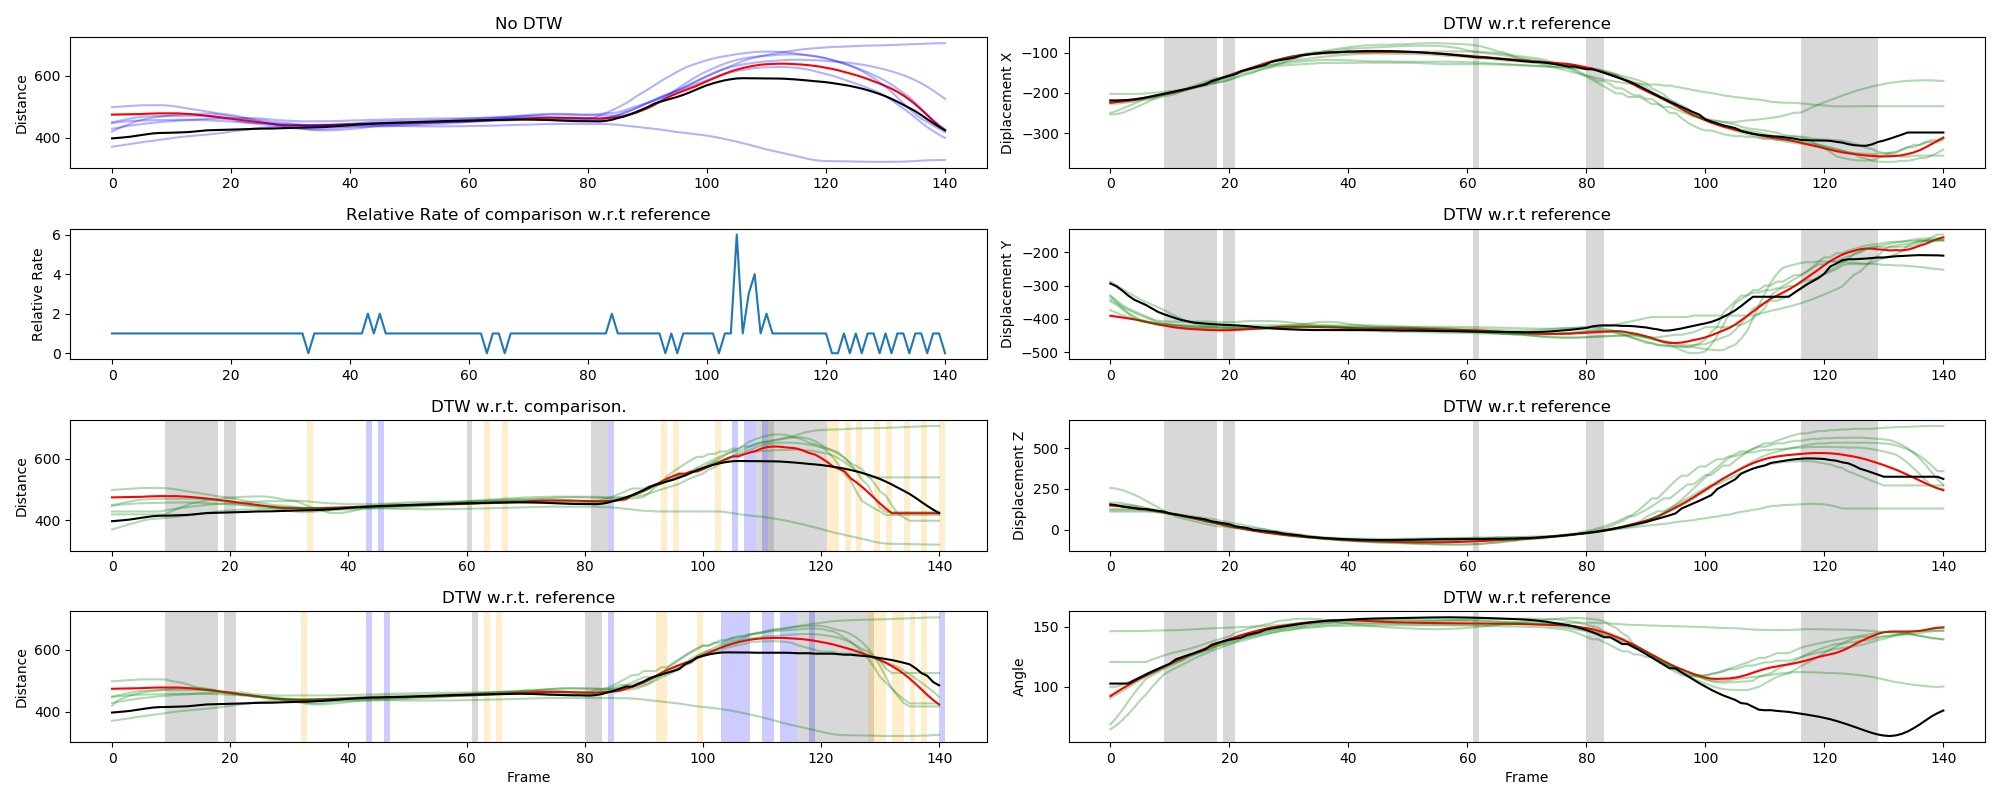 No DTW
Distance
600
400
0 20 40 60 80 100 120 140
Relative Rate of comparison w.r.t reference
Relative Rate
6
4
2
0
0 20 40 60 80 100 120 140
DTW w.r.t. comparison.
Distance
600
400
0 20 40 60 80 100 120 140
DTW w.r.t. reference
Distance
600
400
0 20 40 60 80 100 120 140
Frame
DTW w.r.t reference
Diplacement X
−100
−200
−300
0 20 40 60 80 100 120 140
DTW w.r.t reference
Displacement Y
−200
−300
−400
−500
0 20 40 60 80 100 120 140
DTW w.r.t reference
Displacement Z
500
250
0
0 20 40 60 80 100 120 140
DTW w.r.t reference
Angle
150
100
0 20 40 60 80 100 120 140
Frame